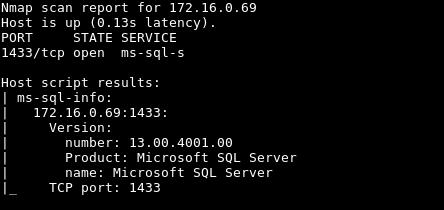 Nmap scan report for 172.16.0.69
Host is up (0.13s latency).
PORT     STATE SERVICE
1433/tcp open  ms-sql-s

Host script results:
| ms-sql-info:
|   172.16.0.69:1433:
|     Version:
|       number: 13.00.4001.00
|       Product: Microsoft SQL Server
|       name: Microsoft SQL Server
|_    TCP port: 1433